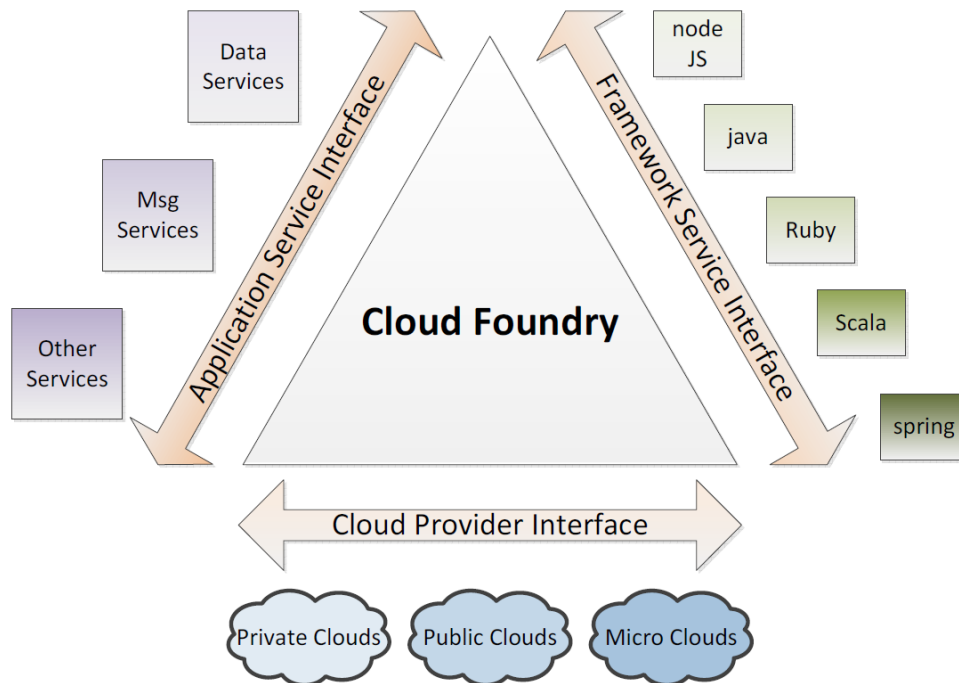 Data
Services
Msg
Services
Other
Services
Application Service Interface
Cloud Foundry
Framework Service Interface
node
JS
java
Ruby
Scala
spring
Cloud Provider Interface
Private Clouds
Public Clouds
Micro Clouds